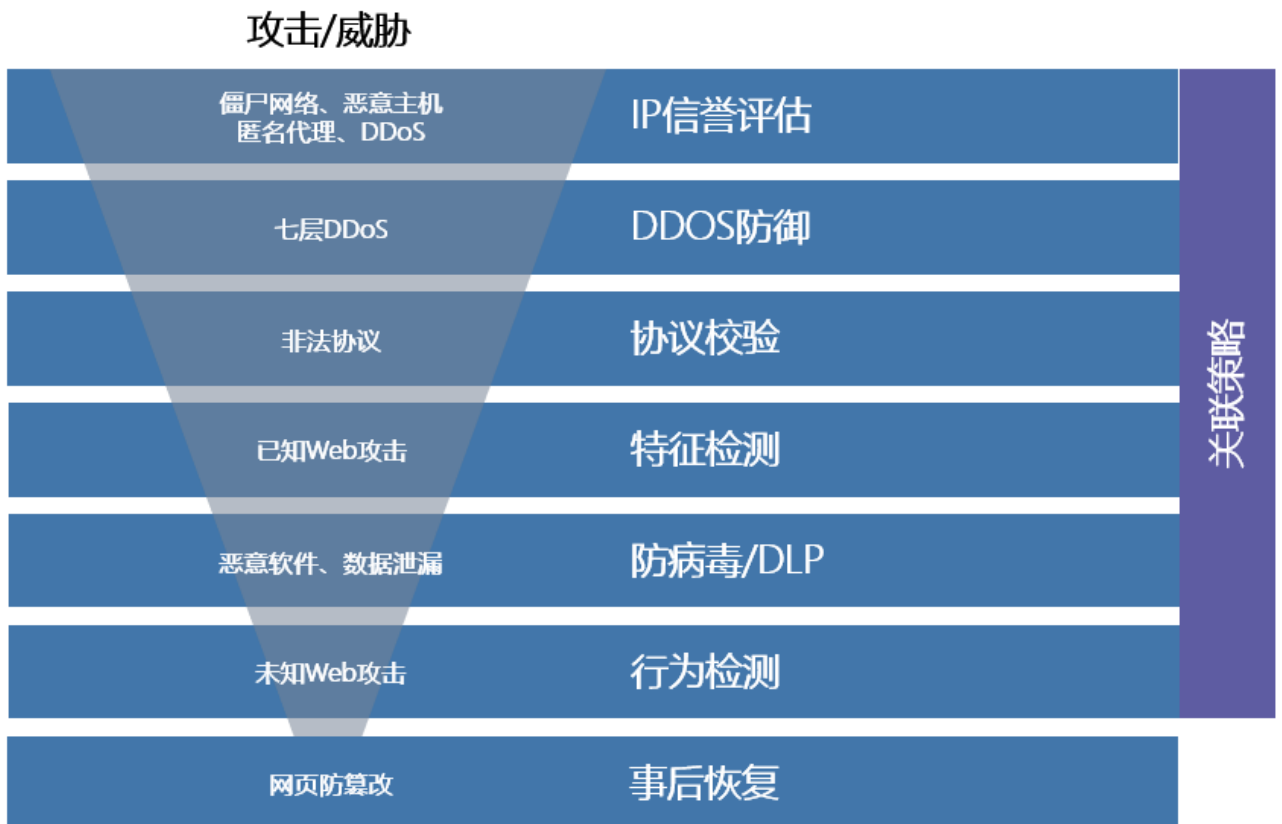 攻击/威胁
僵尸网络、恶意主机
匿名代理、DDoS
IP信誉评估
七层DDoS
DDOS防御
非法协议
协议校验
已知Web攻击
特征检测
恶意软件、数据泄漏
防病毒/DLP
未知Web攻击
行为检测
网页防篡改
事后恢复
关联策略